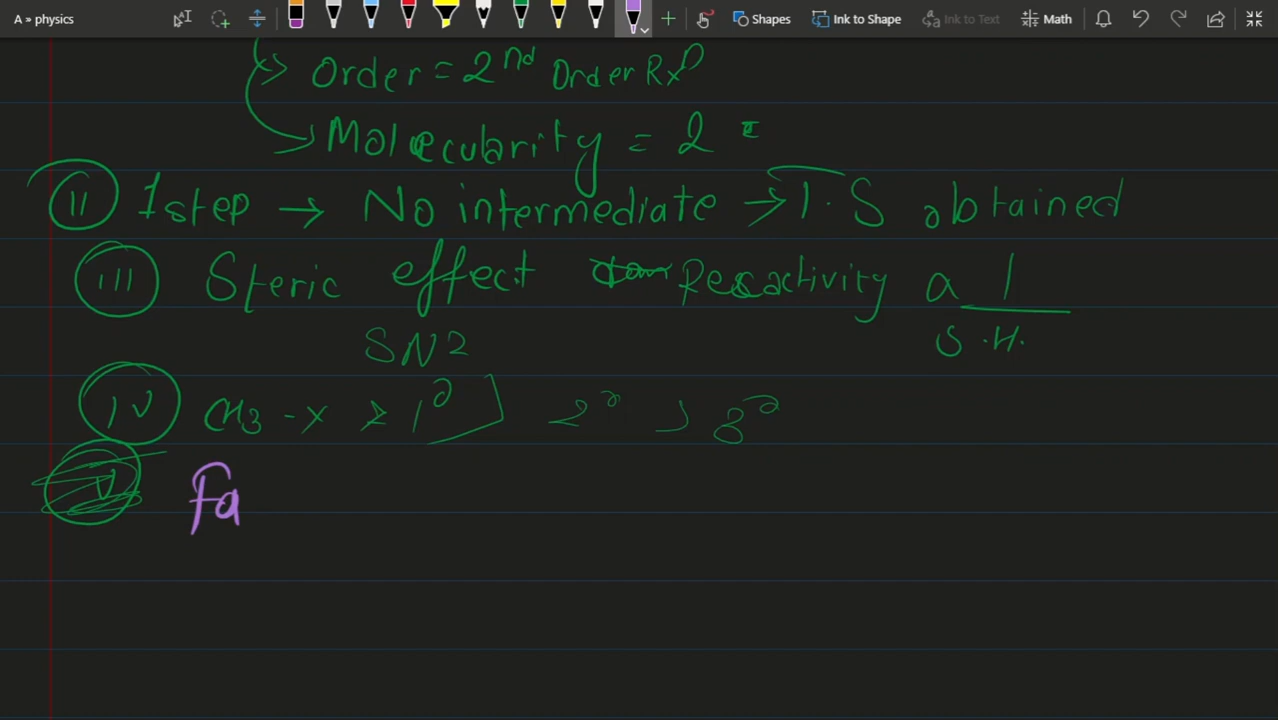 A » physics
Shapes Ink to Shape Ink to Text Math
Order = 2nd Order Rxn
Molecularity = 2
II 1step → No intermediate → T.S obtained
III Steric effect Reactivity α 1
SN2 S.H.
IV CH3 - X > 1° 2° > 3°
V Fa